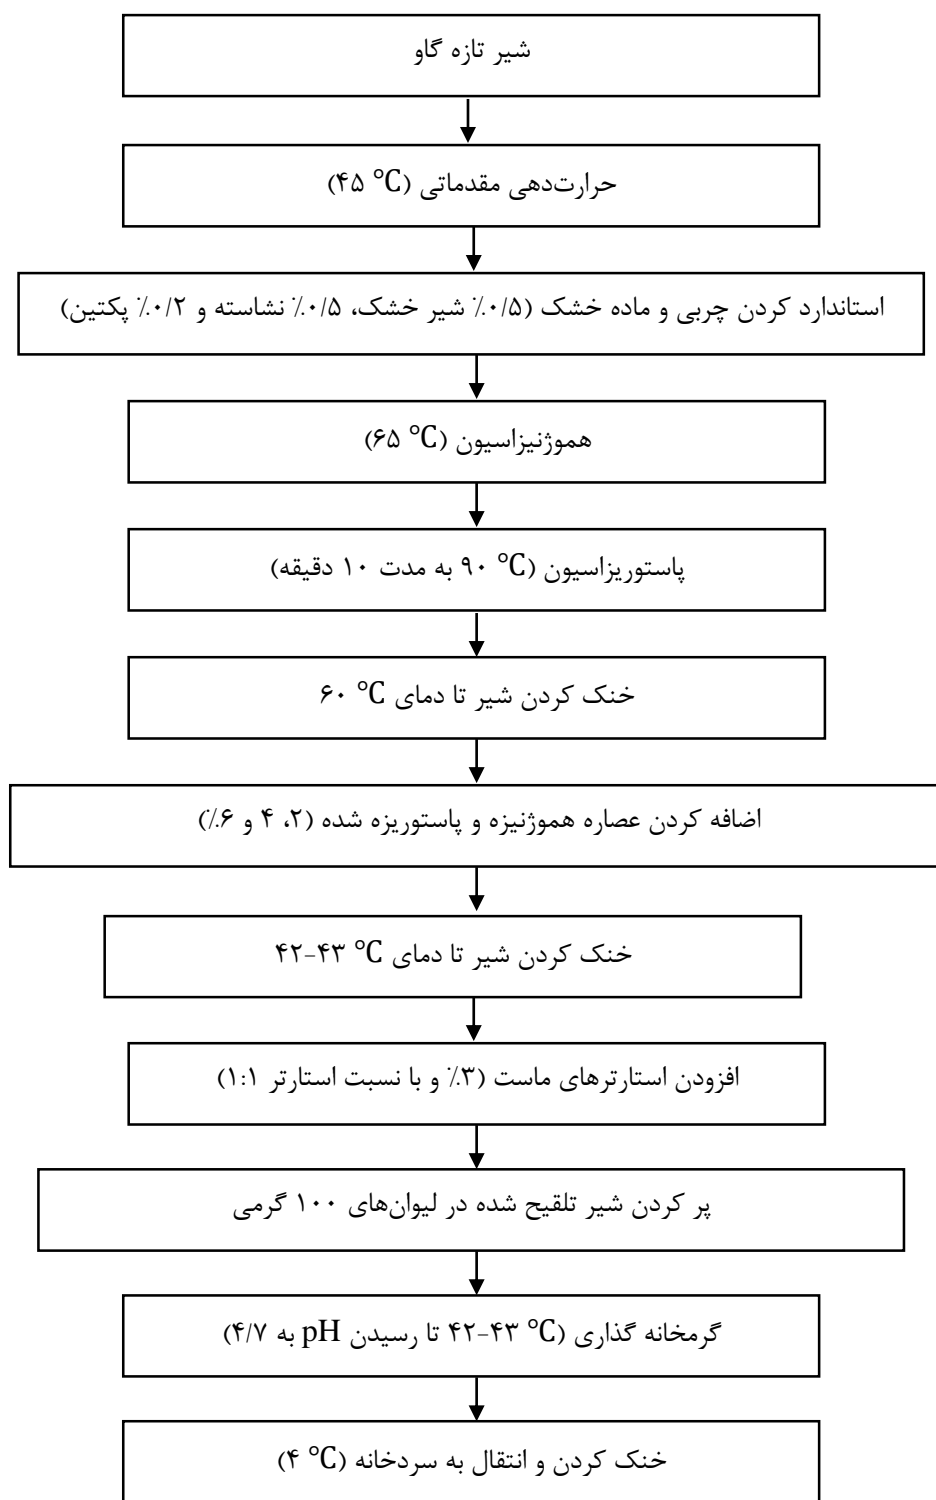 شیر تازه گاو
حرارت‌دهی مقدماتی (۴۵ °C)
استاندارد کردن چربی و ماده خشک (۰/۵٪ شیر خشک، ۰/۵٪ نشاسته و ۰/۲٪ پکتین)
هموژنیزاسیون (۶۵ °C)
پاستوریزاسیون (۹۰ °C به مدت ۱۰ دقیقه)
خنک کردن شیر تا دمای ۶۰ °C
اضافه کردن عصاره هموژنیزه و پاستوریزه شده (۲، ۴ و ۶٪)
خنک کردن شیر تا دمای ۴۲-۴۳ °C
افزودن استارترهای ماست (۳٪ و با نسبت استارتر ۱:۱)
پر کردن شیر تلقیح شده در لیوان‌های ۱۰۰ گرمی
گرمخانه گذاری (۴۲-۴۳ °C تا رسیدن pH به ۴/۷)
خنک کردن و انتقال به سردخانه (۴ °C)